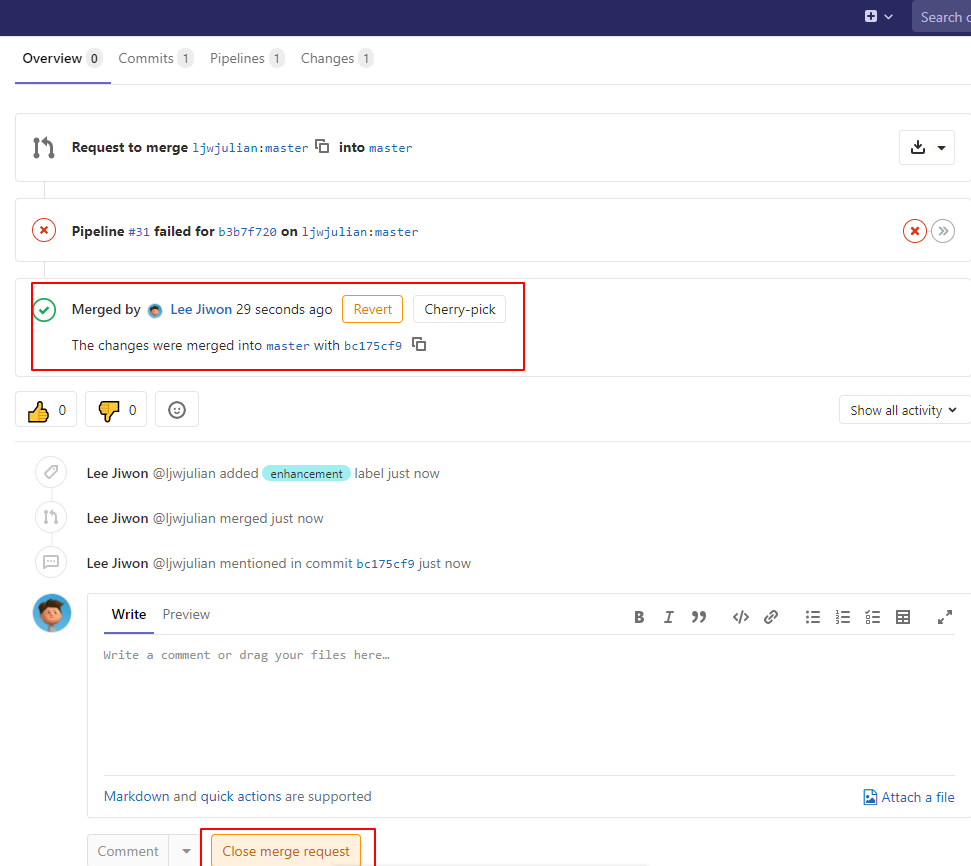 Search
Overview 0 Commits 1 Pipelines 1 Changes 1
Request to merge ljwjulian:master into master
Pipeline #31 failed for b3b7f720 on ljwjulian:master
Merged by Lee Jiwon 29 seconds ago Revert Cherry-pick
The changes were merged into master with bc175cf9
0 0 Show all activity
Lee Jiwon @ljwjulian added enhancement label just now
Lee Jiwon @ljwjulian merged just now
Lee Jiwon @ljwjulian mentioned in commit bc175cf9 just now
Write Preview
Write a comment or drag your files here…
Markdown and quick actions are supported Attach a file
Comment Close merge request